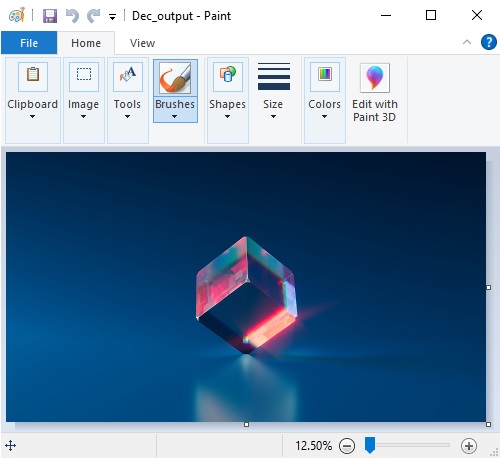 Dec_output - Paint
File Home View
Clipboard Image Tools Brushes Shapes Size Colors Edit with
Paint 3D
12.50%